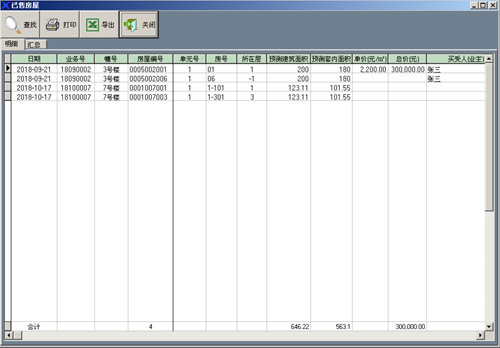 已售房屋
查找 打印 导出 关闭
明细 汇总
日期 业务号 幢号 房屋编号 单元号 房号 所在层 预测建筑面积 预测套内面积 单价(元/㎡) 总价(元) 买受人(业主)
2018-09-21 18090002 3号楼 0005002001 1 01 1 200 180 2,200.00 300,000.00 张三
2018-09-21 18090002 3号楼 0005002006 1 06 -1 200 180 张三
2018-10-17 18100007 7号楼 0001007001 1 1-101 1 123.11 101.55
2018-10-17 18100007 7号楼 0001007003 1 1-301 3 123.11 101.55
合计 4 646.22 563.1 300,000.00